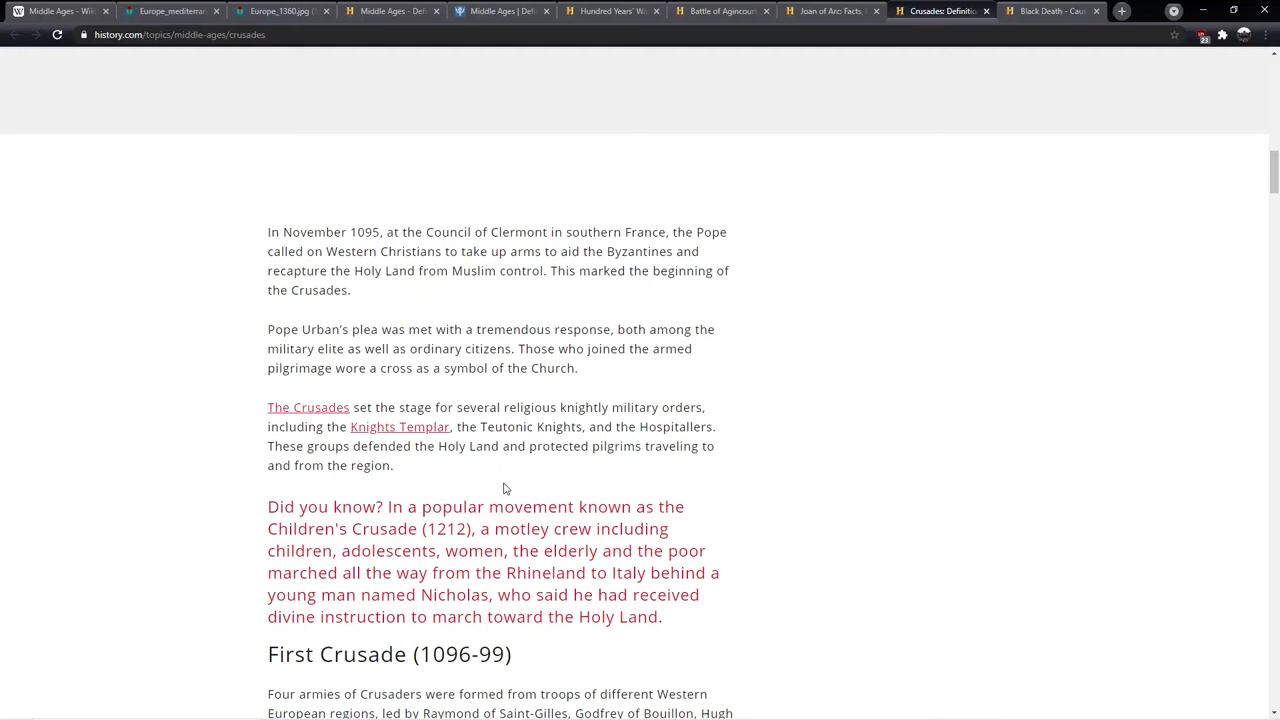 Middle Ages - Wiki
Europe_mediterran
Europe_1360.jpg (
Middle Ages - Defi
Middle Ages | Defi
Hundred Years' Wa
Battle of Agincourt
Joan of Arc: Facts,
Crusades: Definitio
Black Death - Caus
history.com/topics/middle-ages/crusades
23
In November 1095, at the Council of Clermont in southern France, the Pope
called on Western Christians to take up arms to aid the Byzantines and
recapture the Holy Land from Muslim control. This marked the beginning of
the Crusades.
Pope Urban's plea was met with a tremendous response, both among the
military elite as well as ordinary citizens. Those who joined the armed
pilgrimage wore a cross as a symbol of the Church.
The Crusades set the stage for several religious knightly military orders,
including the Knights Templar, the Teutonic Knights, and the Hospitallers.
These groups defended the Holy Land and protected pilgrims traveling to
and from the region.
Did you know? In a popular movement known as the
Children's Crusade (1212), a motley crew including
children, adolescents, women, the elderly and the poor
marched all the way from the Rhineland to Italy behind a
young man named Nicholas, who said he had received
divine instruction to march toward the Holy Land.
First Crusade (1096-99)
Four armies of Crusaders were formed from troops of different Western
European regions, led by Raymond of Saint-Gilles, Godfrey of Bouillon, Hugh